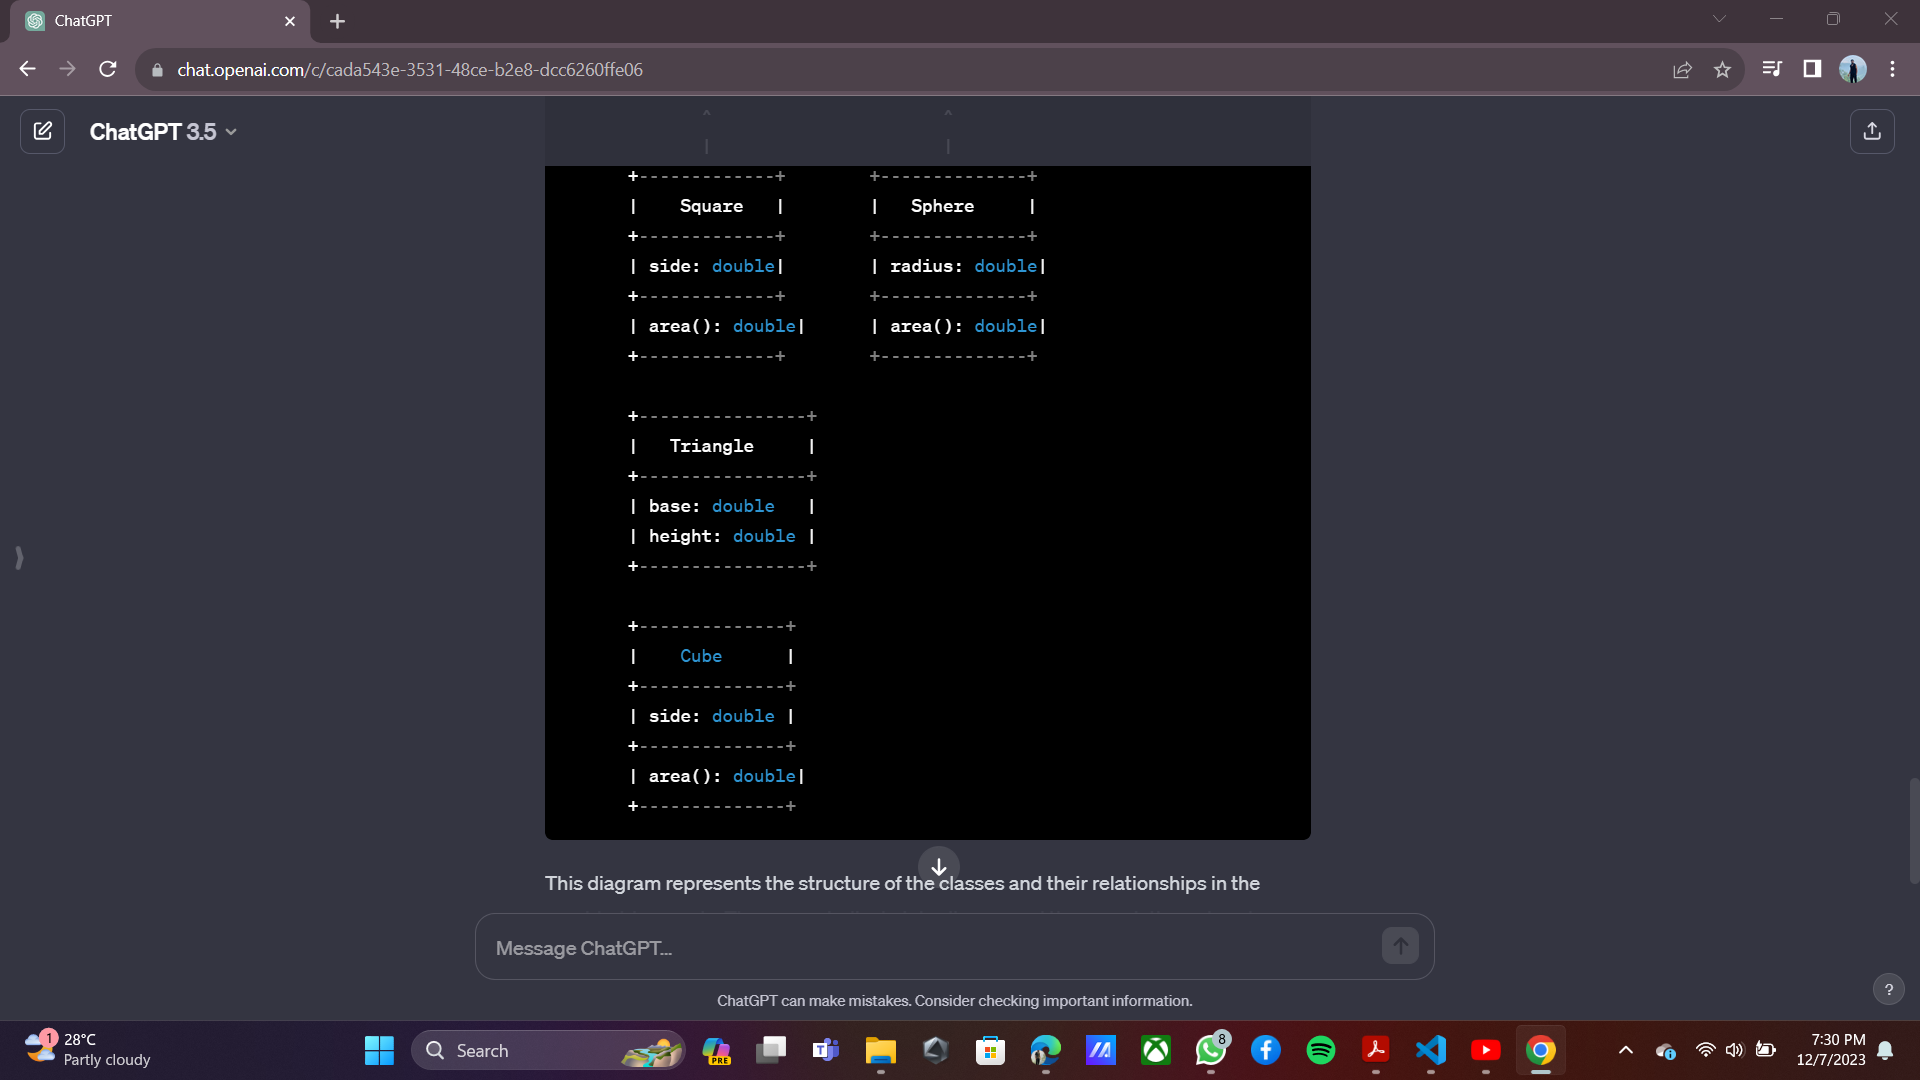 ChatGPT
chat.openai.com/c/cada543e-3531-48ce-b2e8-dcc6260ffe06
ChatGPT 3.5
^                      ^
|                      |
+-------------+        +--------------+
|    Square   |        |   Sphere     |
+-------------+        +--------------+
| side: double|        | radius: double|
+-------------+        +--------------+
| area(): double|      | area(): double|
+-------------+        +--------------+
+----------------+
|   Triangle     |
+----------------+
| base: double   |
| height: double |
+----------------+
+--------------+
|    Cube      |
+--------------+
| side: double |
+--------------+
| area(): double|
+--------------+
This diagram represents the structure of the classes and their relationships in the
Message ChatGPT...
ChatGPT can make mistakes. Consider checking important information.
?
1
28°C
Partly cloudy
Search
PRE
8
7:30 PM
12/7/2023